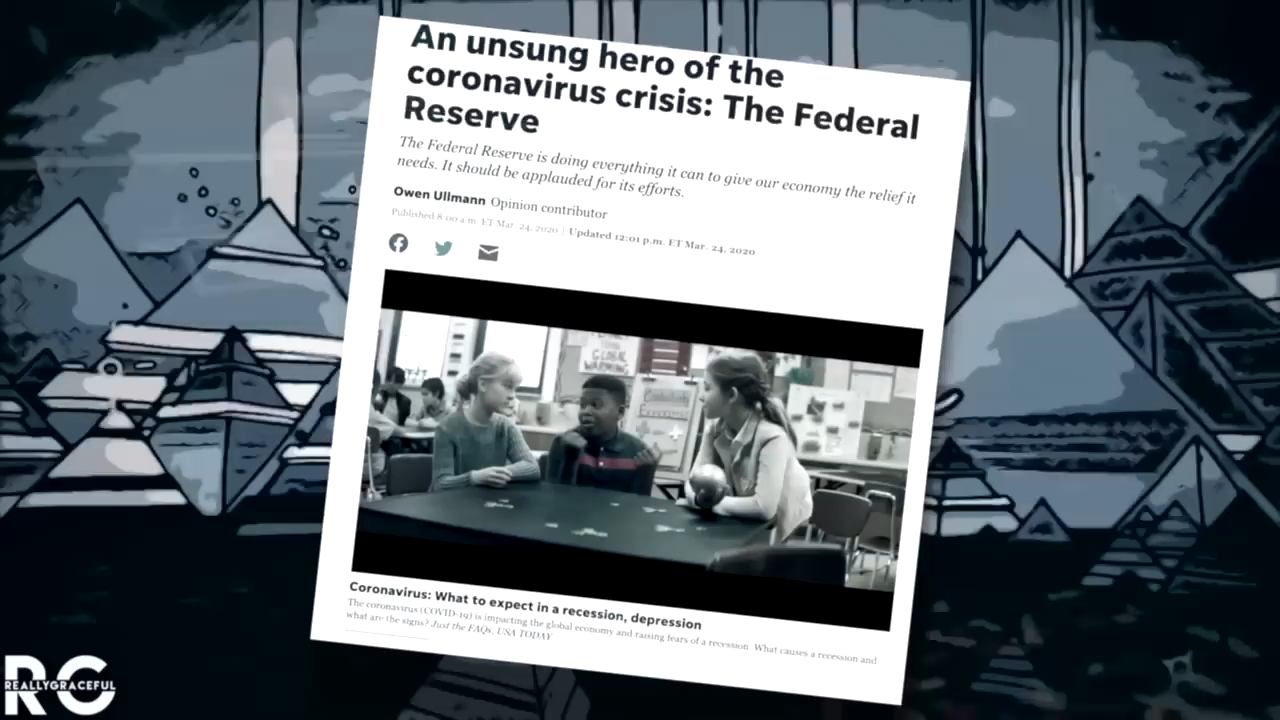 An unsung hero of the
coronavirus crisis: The Federal
Reserve
The Federal Reserve is doing everything it can to give our economy the relief it
needs. It should be applauded for its efforts.
Owen Ullmann Opinion contributor
Published 8:00 a.m. ET Mar. 24, 2020 | Updated 12:01 p.m. ET Mar. 24, 2020
GLOBAL
WARMING
Coronavirus: What to expect in a recession, depression
The coronavirus (COVID-19) is impacting the global economy and raising fears of a recession. What causes a recession and
what are the signs? Just the FAQs, USA TODAY
RG
REALLYGRACEFUL